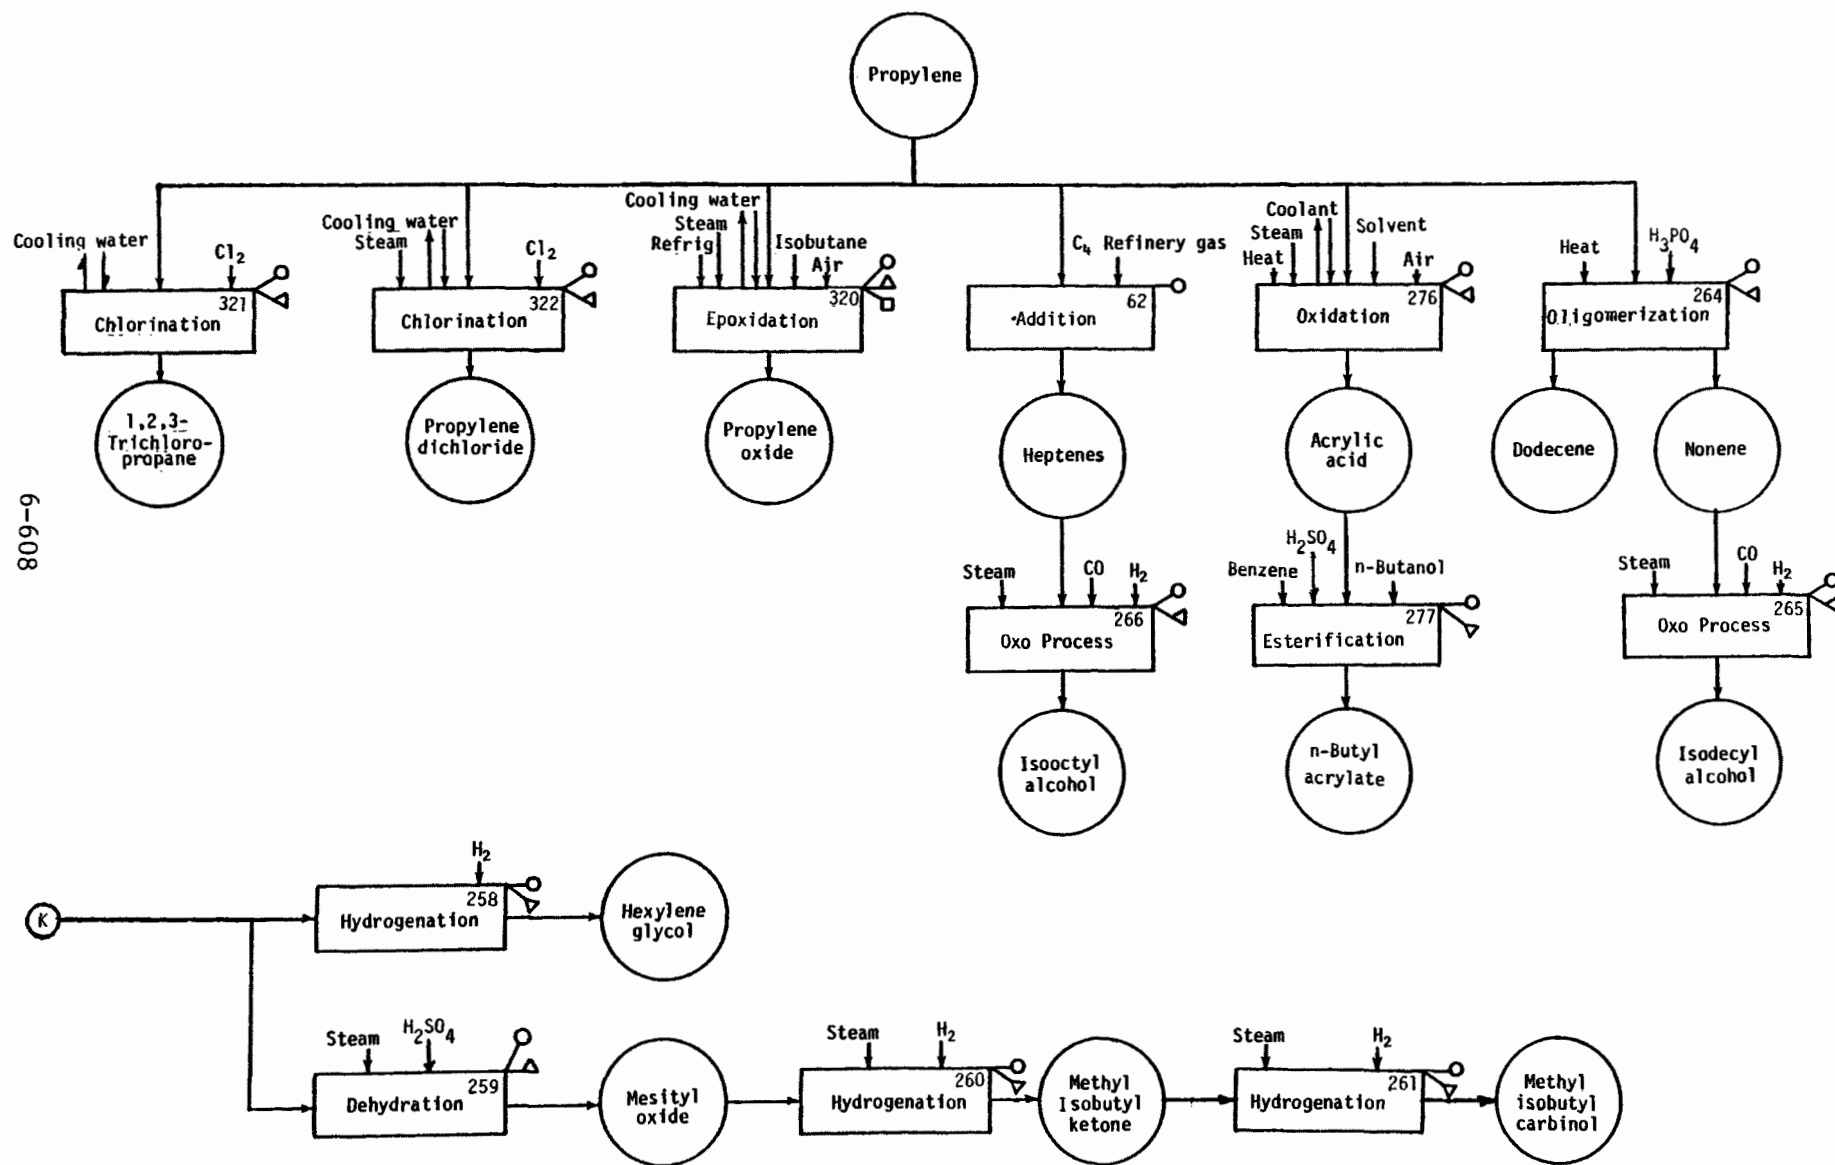 Propylene
Cooling water
Cl2
321
Chlorination
1,2,3-
Trichloro-
propane
Cooling water
Steam
Cl2
322
Chlorination
Propylene
dichloride
Cooling water
Steam
Refrig
Isobutane
Air
320
Epoxidation
Propylene
oxide
C4 Refinery gas
62
Addition
Heptenes
Steam
CO
H2
266
Oxo Process
Isooctyl
alcohol
Coolant
Steam
Heat
Solvent
Air
276
Oxidation
Acrylic
acid
H2SO4
Benzene
n-Butanol
277
Esterification
n-Butyl
acrylate
Heat
H3PO4
264
Oligomerization
Dodecene
Nonene
Steam
CO
H2
265
Oxo Process
Isodecyl
alcohol
6-608
K
H2
258
Hydrogenation
Hexylene
glycol
Steam
H2SO4
259
Dehydration
Mesityl
oxide
Steam
H2
260
Hydrogenation
Methyl
Isobutyl
ketone
Steam
H2
261
Hydrogenation
Methyl
isobutyl
carbinol